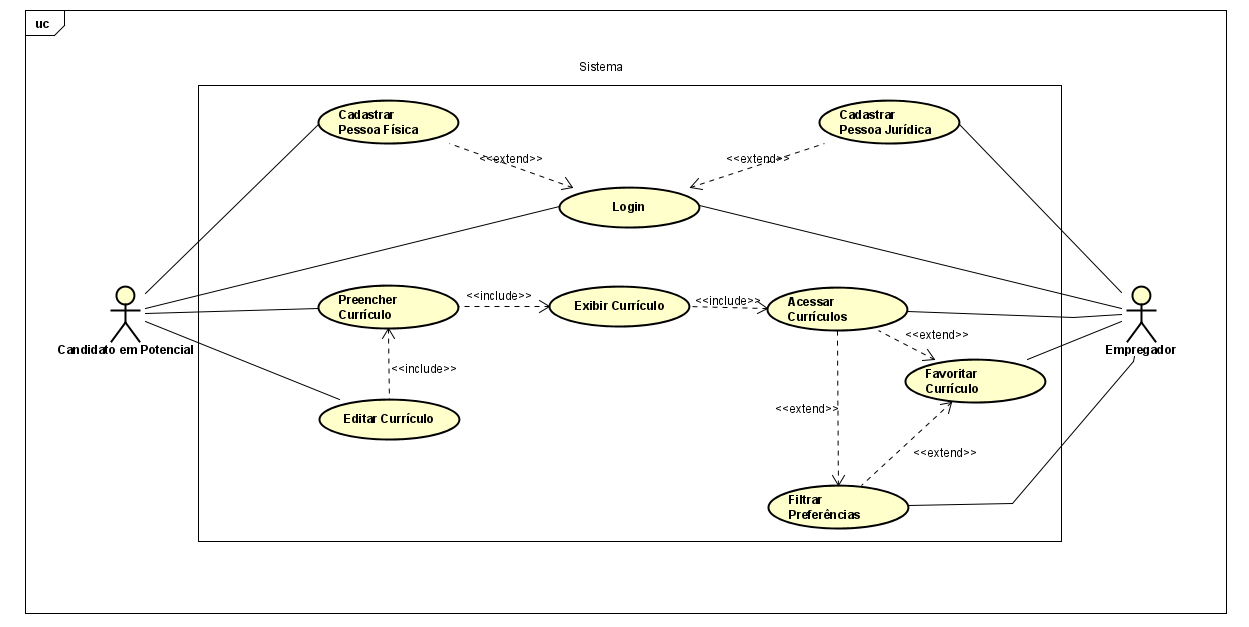 uc
Sistema
Cadastrar
Pessoa Física
Cadastrar
Pessoa Jurídica
<<extend>>
<<extend>>
Login
Preencher
Currículo
<<include>>
Exibir Currículo
<<include>>
Acessar
Currículos
<<extend>>
Candidato em Potencial
Empregador
<<include>>
Favoritar
Currículo
<<extend>>
Editar Currículo
<<extend>>
Filtrar
Preferências